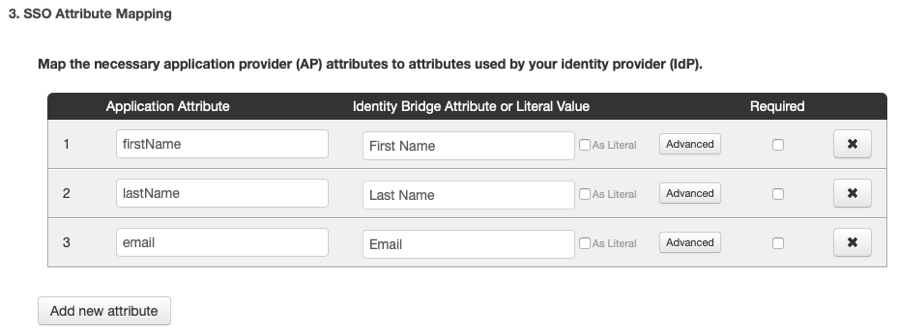 3. SSO Attribute Mapping
Map the necessary application provider (AP) attributes to attributes used by your identity provider (IdP).
Application Attribute Identity Bridge Attribute or Literal Value Required
1 firstName First Name As Literal Advanced
2 lastName Last Name As Literal Advanced
3 email Email As Literal Advanced
Add new attribute